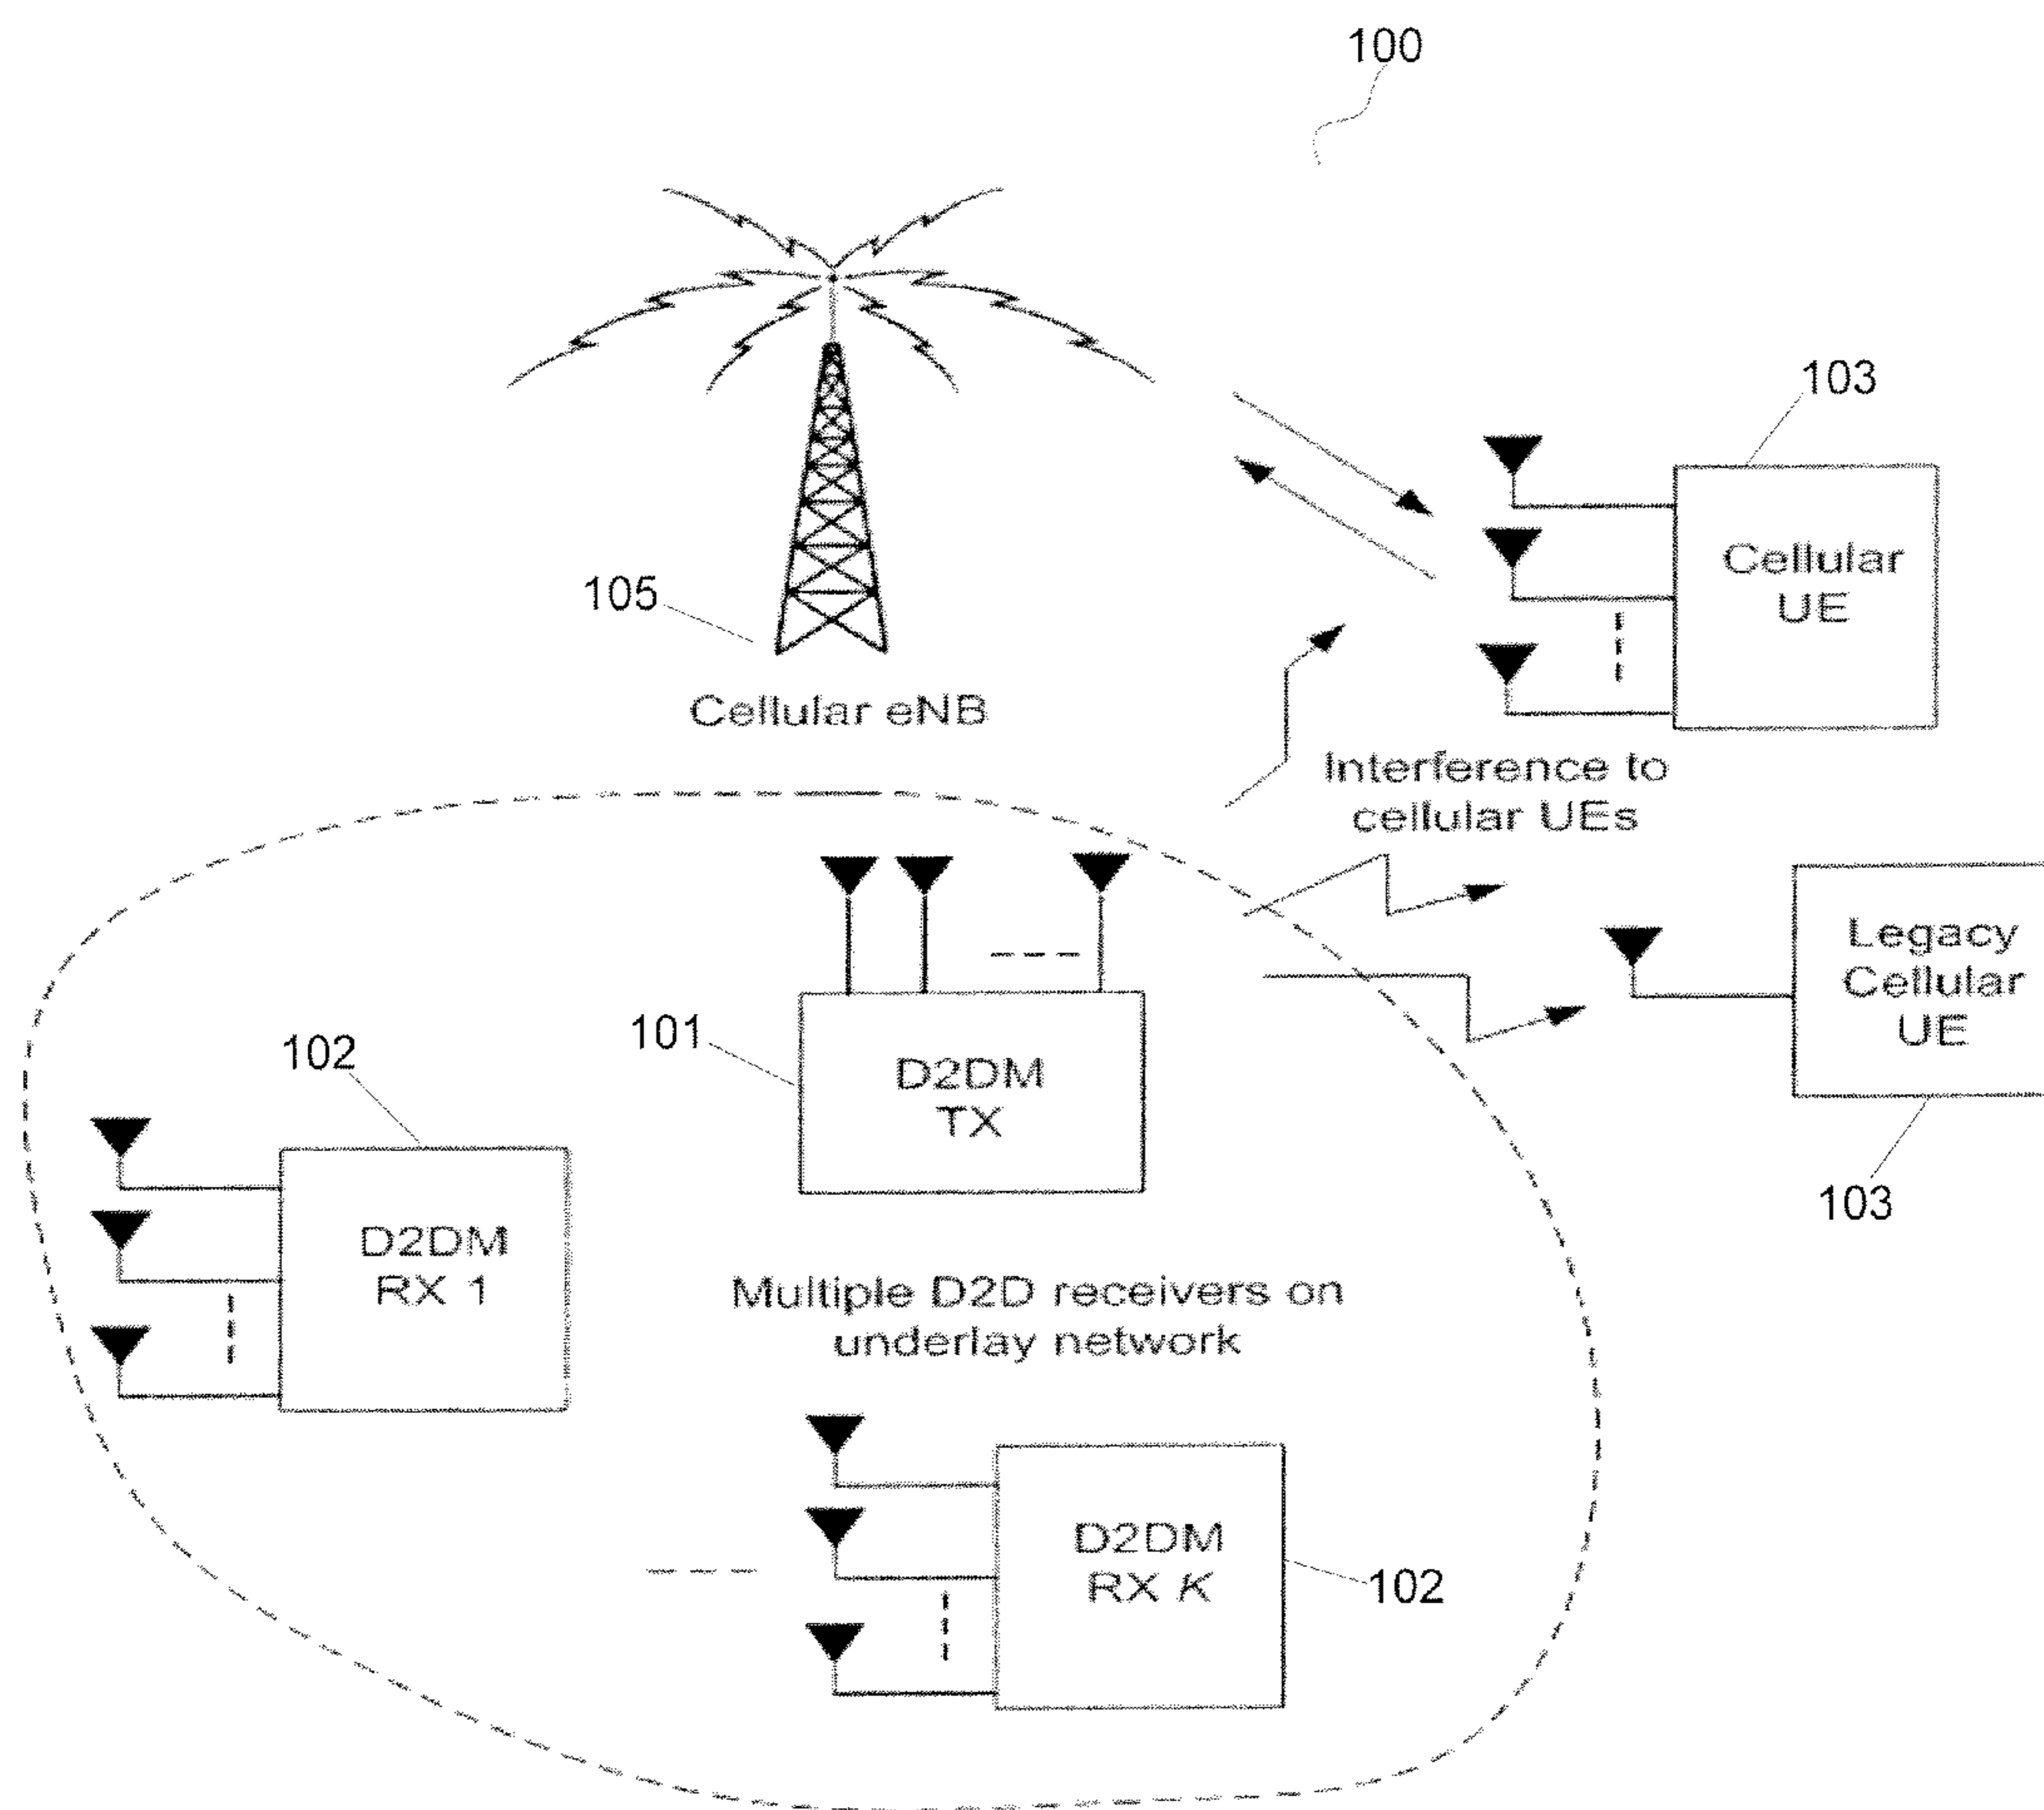 100
103
Cellular
UE
105
Cellular eNB
Interference to
cellular UEs
Legacy
Cellular
UE
103
101
D2DM
TX
102
D2DM
RX 1
Multiple D2D receivers on
underlay network
D2DM
RX K
102